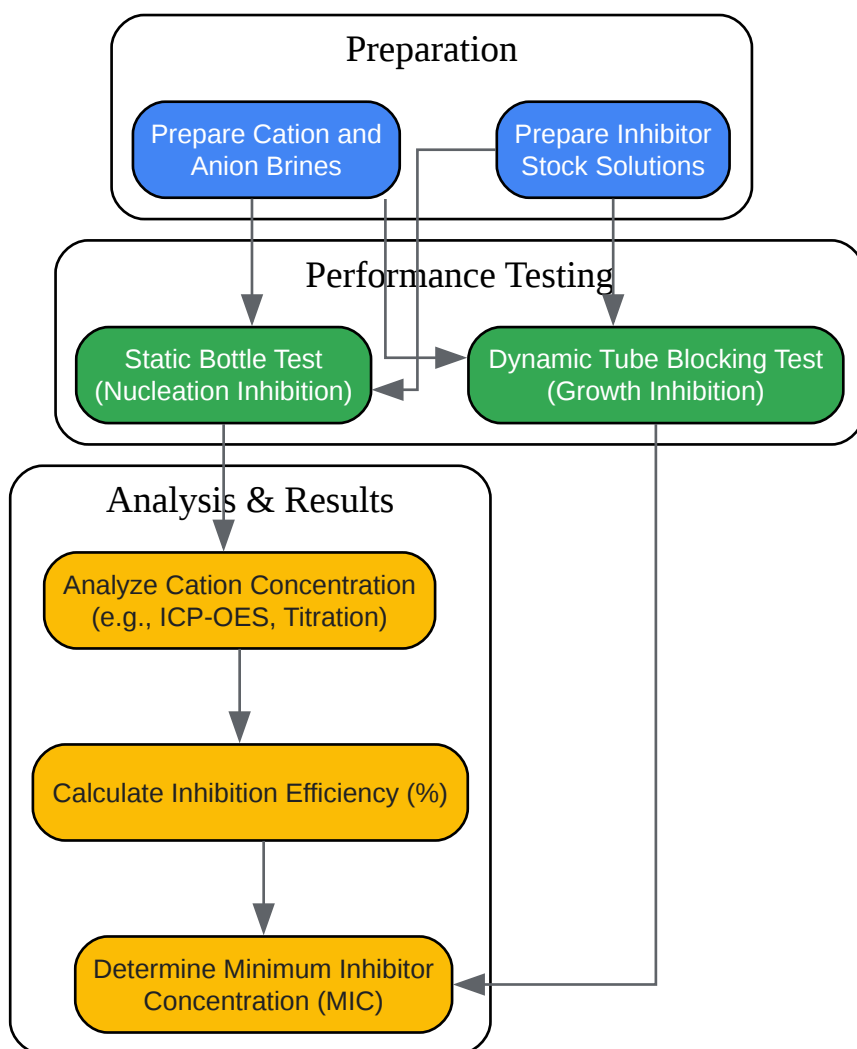 Preparation
Prepare Cation and
Anion Brines
Prepare Inhibitor
Stock Solutions
Performance Testing
Static Bottle Test
(Nucleation Inhibition)
Dynamic Tube Blocking Test
(Growth Inhibition)
Analysis & Results
Analyze Cation Concentration
(e.g., ICP-OES, Titration)
Calculate Inhibition Efficiency (%)
Determine Minimum Inhibitor
Concentration (MIC)